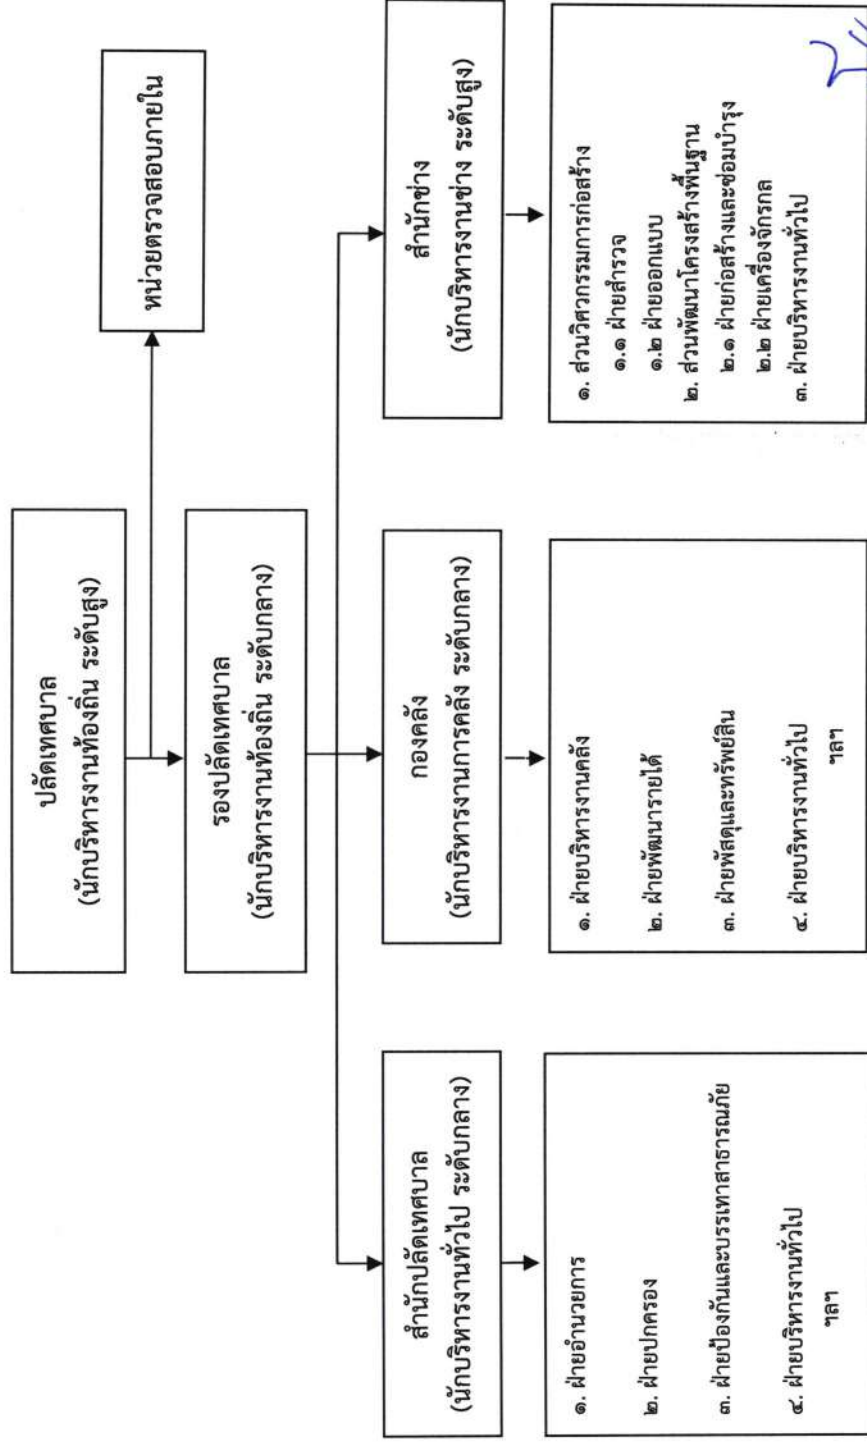 ปลัดเทศบาล
(นักบริหารงานท้องถิ่น ระดับสูง)
หน่วยตรวจสอบภายใน
รองปลัดเทศบาล
(นักบริหารงานท้องถิ่น ระดับกลาง)
สำนักปลัดเทศบาล
(นักบริหารงานทั่วไป ระดับกลาง)
กองคลัง
(นักบริหารงานการคลัง ระดับกลาง)
สำนักช่าง
(นักบริหารงานช่าง ระดับสูง)
๑. ฝ่ายอำนวยการ
๒. ฝ่ายปกครอง
๓. ฝ่ายป้องกันและบรรเทาสาธารณภัย
๔. ฝ่ายบริหารงานทั่วไป
ฯลฯ
๑. ฝ่ายบริหารงานคลัง
๒. ฝ่ายพัฒนารายได้
๓. ฝ่ายพัสดุและทรัพย์สิน
๔. ฝ่ายบริหารงานทั่วไป
ฯลฯ
๑. ส่วนวิศวกรรมการก่อสร้าง
๑.๑ ฝ่ายสำรวจ
๑.๒ ฝ่ายออกแบบ
๒. ส่วนพัฒนาโครงสร้างพื้นฐาน
๒.๑ ฝ่ายก่อสร้างและซ่อมบำรุง
๒.๒ ฝ่ายเครื่องจักรกล
๓. ฝ่ายบริหารงานทั่วไป